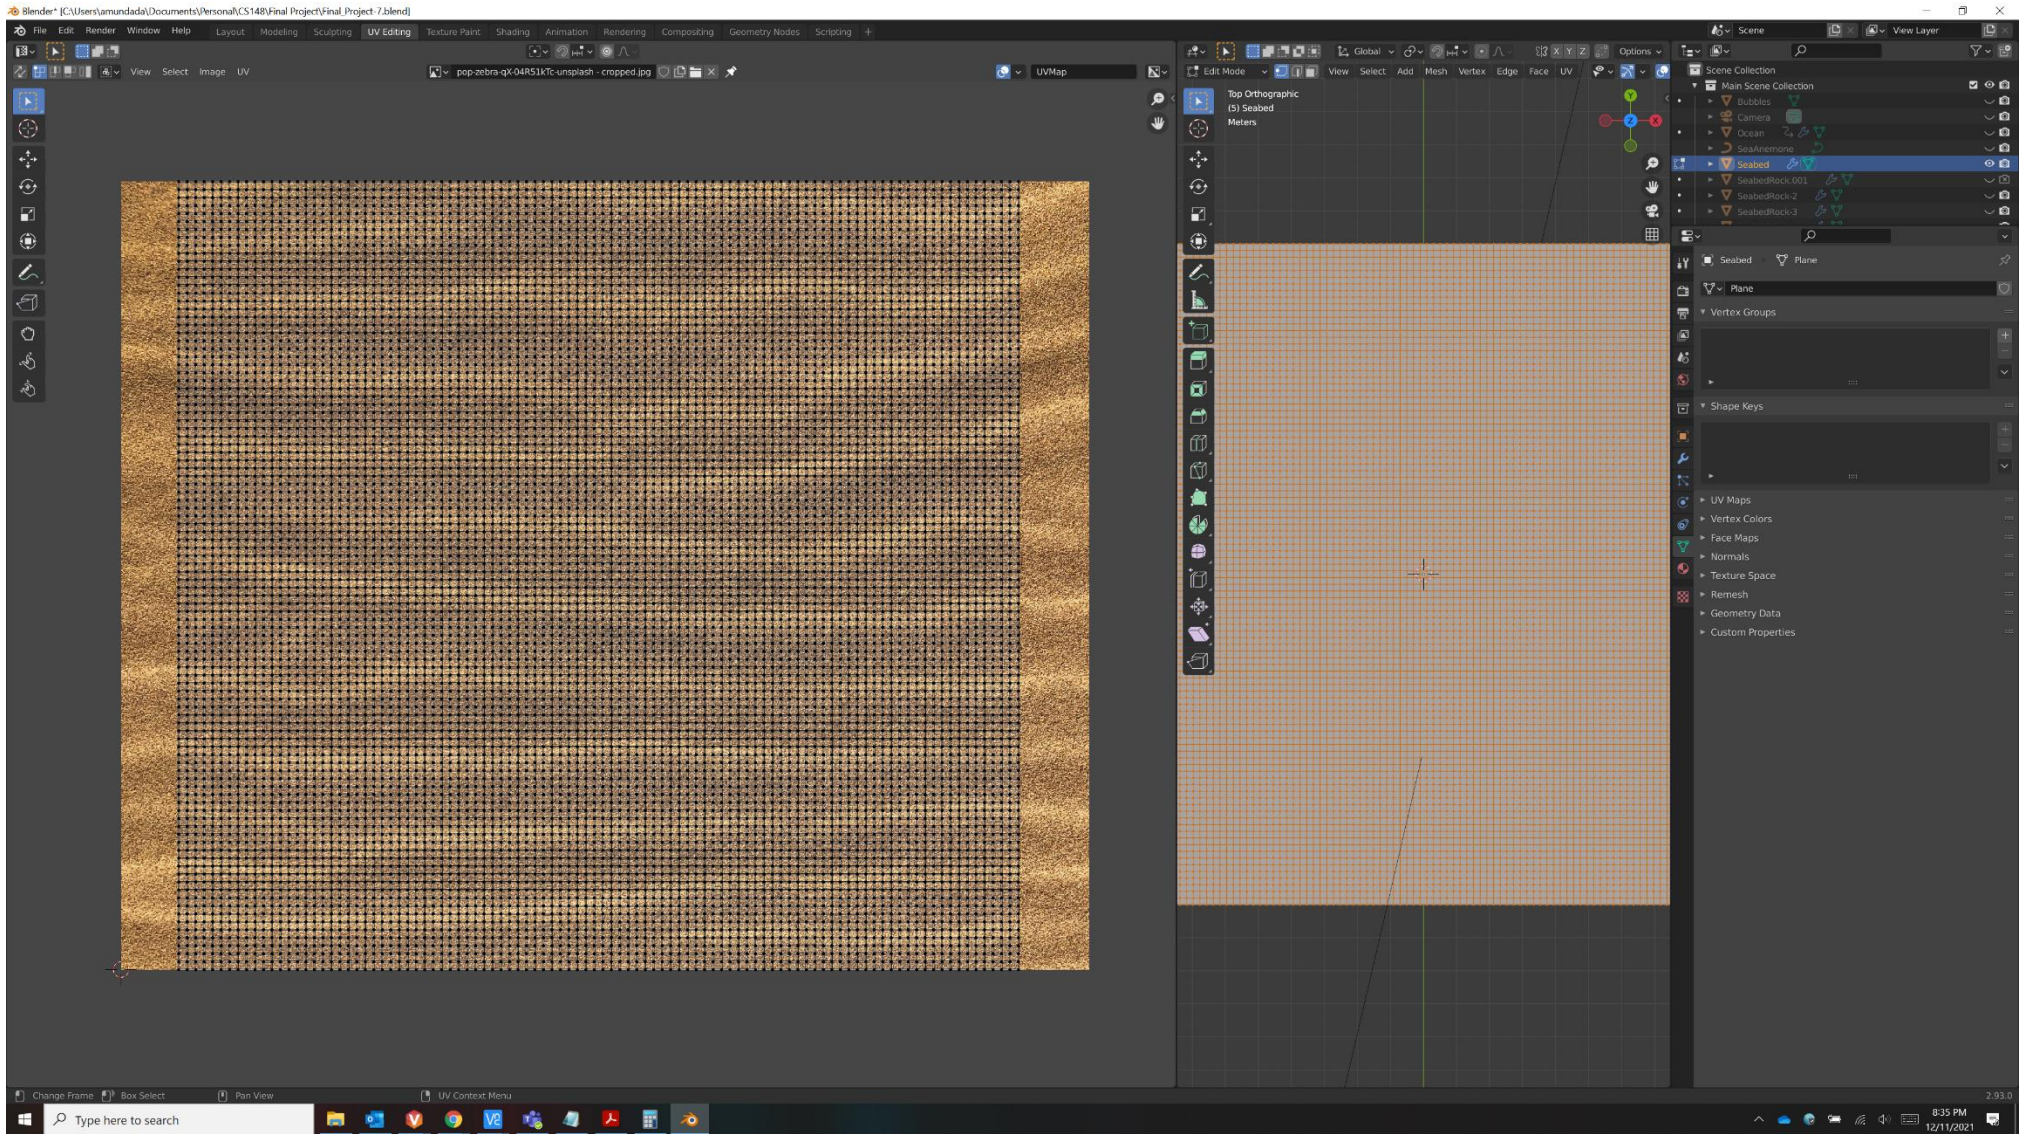 Blender* [C:\Users\amundada\Documents\Personal\CS148\Final Project\Final_Project-7.blend]
File Edit Render Window Help Layout Modeling Sculpting UV Editing Texture Paint Shading Animation Rendering Compositing Geometry Nodes Scripting + Scene View Layer
Global X Y Z Options
View Select Image UV pop-zebra-qX-04R51kTc-unsplash - cropped.jpg UVMap Edit Mode View Select Add Mesh Vertex Edge Face UV
Scene Collection
Main Scene Collection
Bubbles
Camera
Ocean
SeaAnemone
Seabed
SeabedRock.001
SeabedRock-2
SeabedRock-3
Top Orthographic
(5) Seabed
Meters
Y
Z X
Seabed Plane
Plane
Vertex Groups
Shape Keys
UV Maps
Vertex Colors
Face Maps
Normals
Texture Space
Remesh
Geometry Data
Custom Properties
Change Frame Box Select Pan View UV Context Menu 2.93.0
Type here to search
8:35 PM
12/11/2021